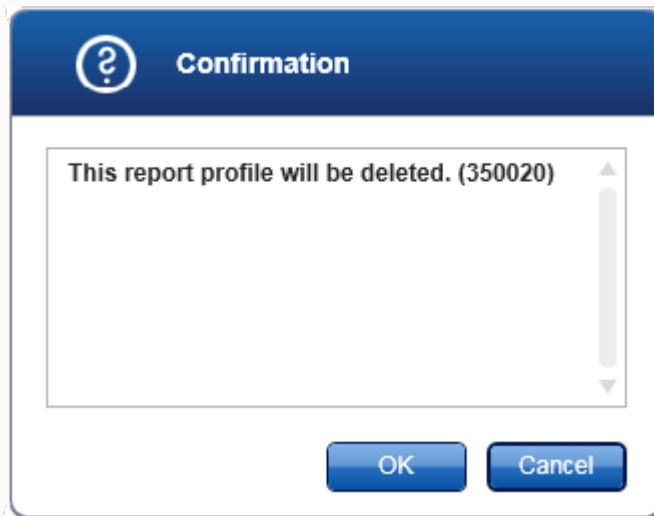 Confirmation
This report profile will be deleted. (350020)
OK
Cancel